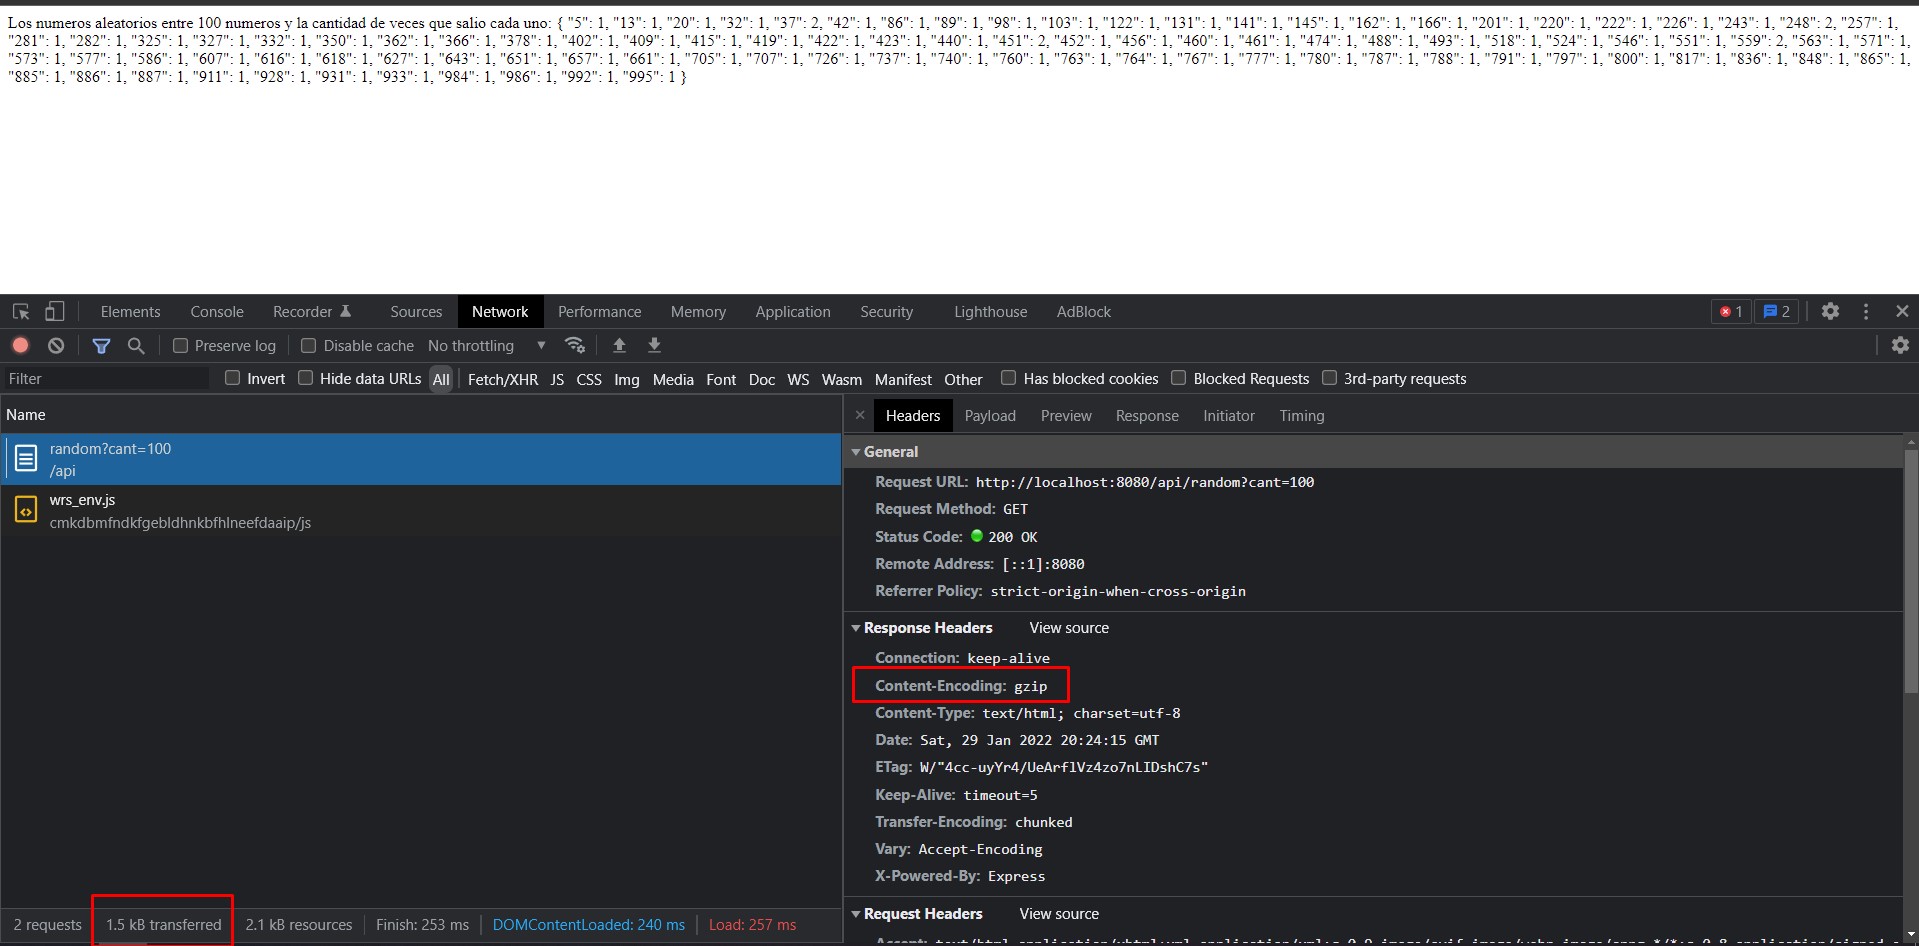 Los numeros aleatorios entre 100 numeros y la cantidad de veces que salio cada uno: { "5": 1, "13": 1, "20": 1, "32": 1, "37": 2, "42": 1, "86": 1, "89": 1, "98": 1, "103": 1, "122": 1, "131": 1, "141": 1, "145": 1, "162": 1, "166": 1, "201": 1, "220": 1, "222": 1, "226": 1, "243": 1, "248": 2, "257": 1,
"281": 1, "282": 1, "325": 1, "327": 1, "332": 1, "350": 1, "362": 1, "366": 1, "378": 1, "402": 1, "409": 1, "415": 1, "419": 1, "422": 1, "423": 1, "440": 1, "451": 2, "452": 1, "456": 1, "460": 1, "461": 1, "474": 1, "488": 1, "493": 1, "518": 1, "524": 1, "546": 1, "551": 1, "559": 2, "563": 1, "571": 1,
"573": 1, "577": 1, "586": 1, "607": 1, "616": 1, "618": 1, "627": 1, "643": 1, "651": 1, "657": 1, "661": 1, "705": 1, "707": 1, "726": 1, "737": 1, "740": 1, "760": 1, "763": 1, "764": 1, "767": 1, "777": 1, "780": 1, "787": 1, "788": 1, "791": 1, "797": 1, "800": 1, "817": 1, "836": 1, "848": 1, "865": 1,
"885": 1, "886": 1, "887": 1, "911": 1, "928": 1, "931": 1, "933": 1, "984": 1, "986": 1, "992": 1, "995": 1 }
Elements Console Recorder Sources Network Performance Memory Application Security Lighthouse AdBlock 1 2
Preserve log Disable cache No throttling
Filter Invert Hide data URLs All Fetch/XHR JS CSS Img Media Font Doc WS Wasm Manifest Other Has blocked cookies Blocked Requests 3rd-party requests
Name
random?cant=100
/api
wrs_env.js
cmkdbmfndkfgebldhnkbfhlneefdaaip/js
Headers Payload Preview Response Initiator Timing
General
Request URL: http://localhost:8080/api/random?cant=100
Request Method: GET
Status Code: 200 OK
Remote Address: [::1]:8080
Referrer Policy: strict-origin-when-cross-origin
Response Headers View source
Connection: keep-alive
Content-Encoding: gzip
Content-Type: text/html; charset=utf-8
Date: Sat, 29 Jan 2022 20:24:15 GMT
ETag: W/"4cc-uyYr4/UeArflVz4zo7nLIDshC7s"
Keep-Alive: timeout=5
Transfer-Encoding: chunked
Vary: Accept-Encoding
X-Powered-By: Express
Request Headers View source
2 requests 1.5 kB transferred 2.1 kB resources Finish: 253 ms DOMContentLoaded: 240 ms Load: 257 ms